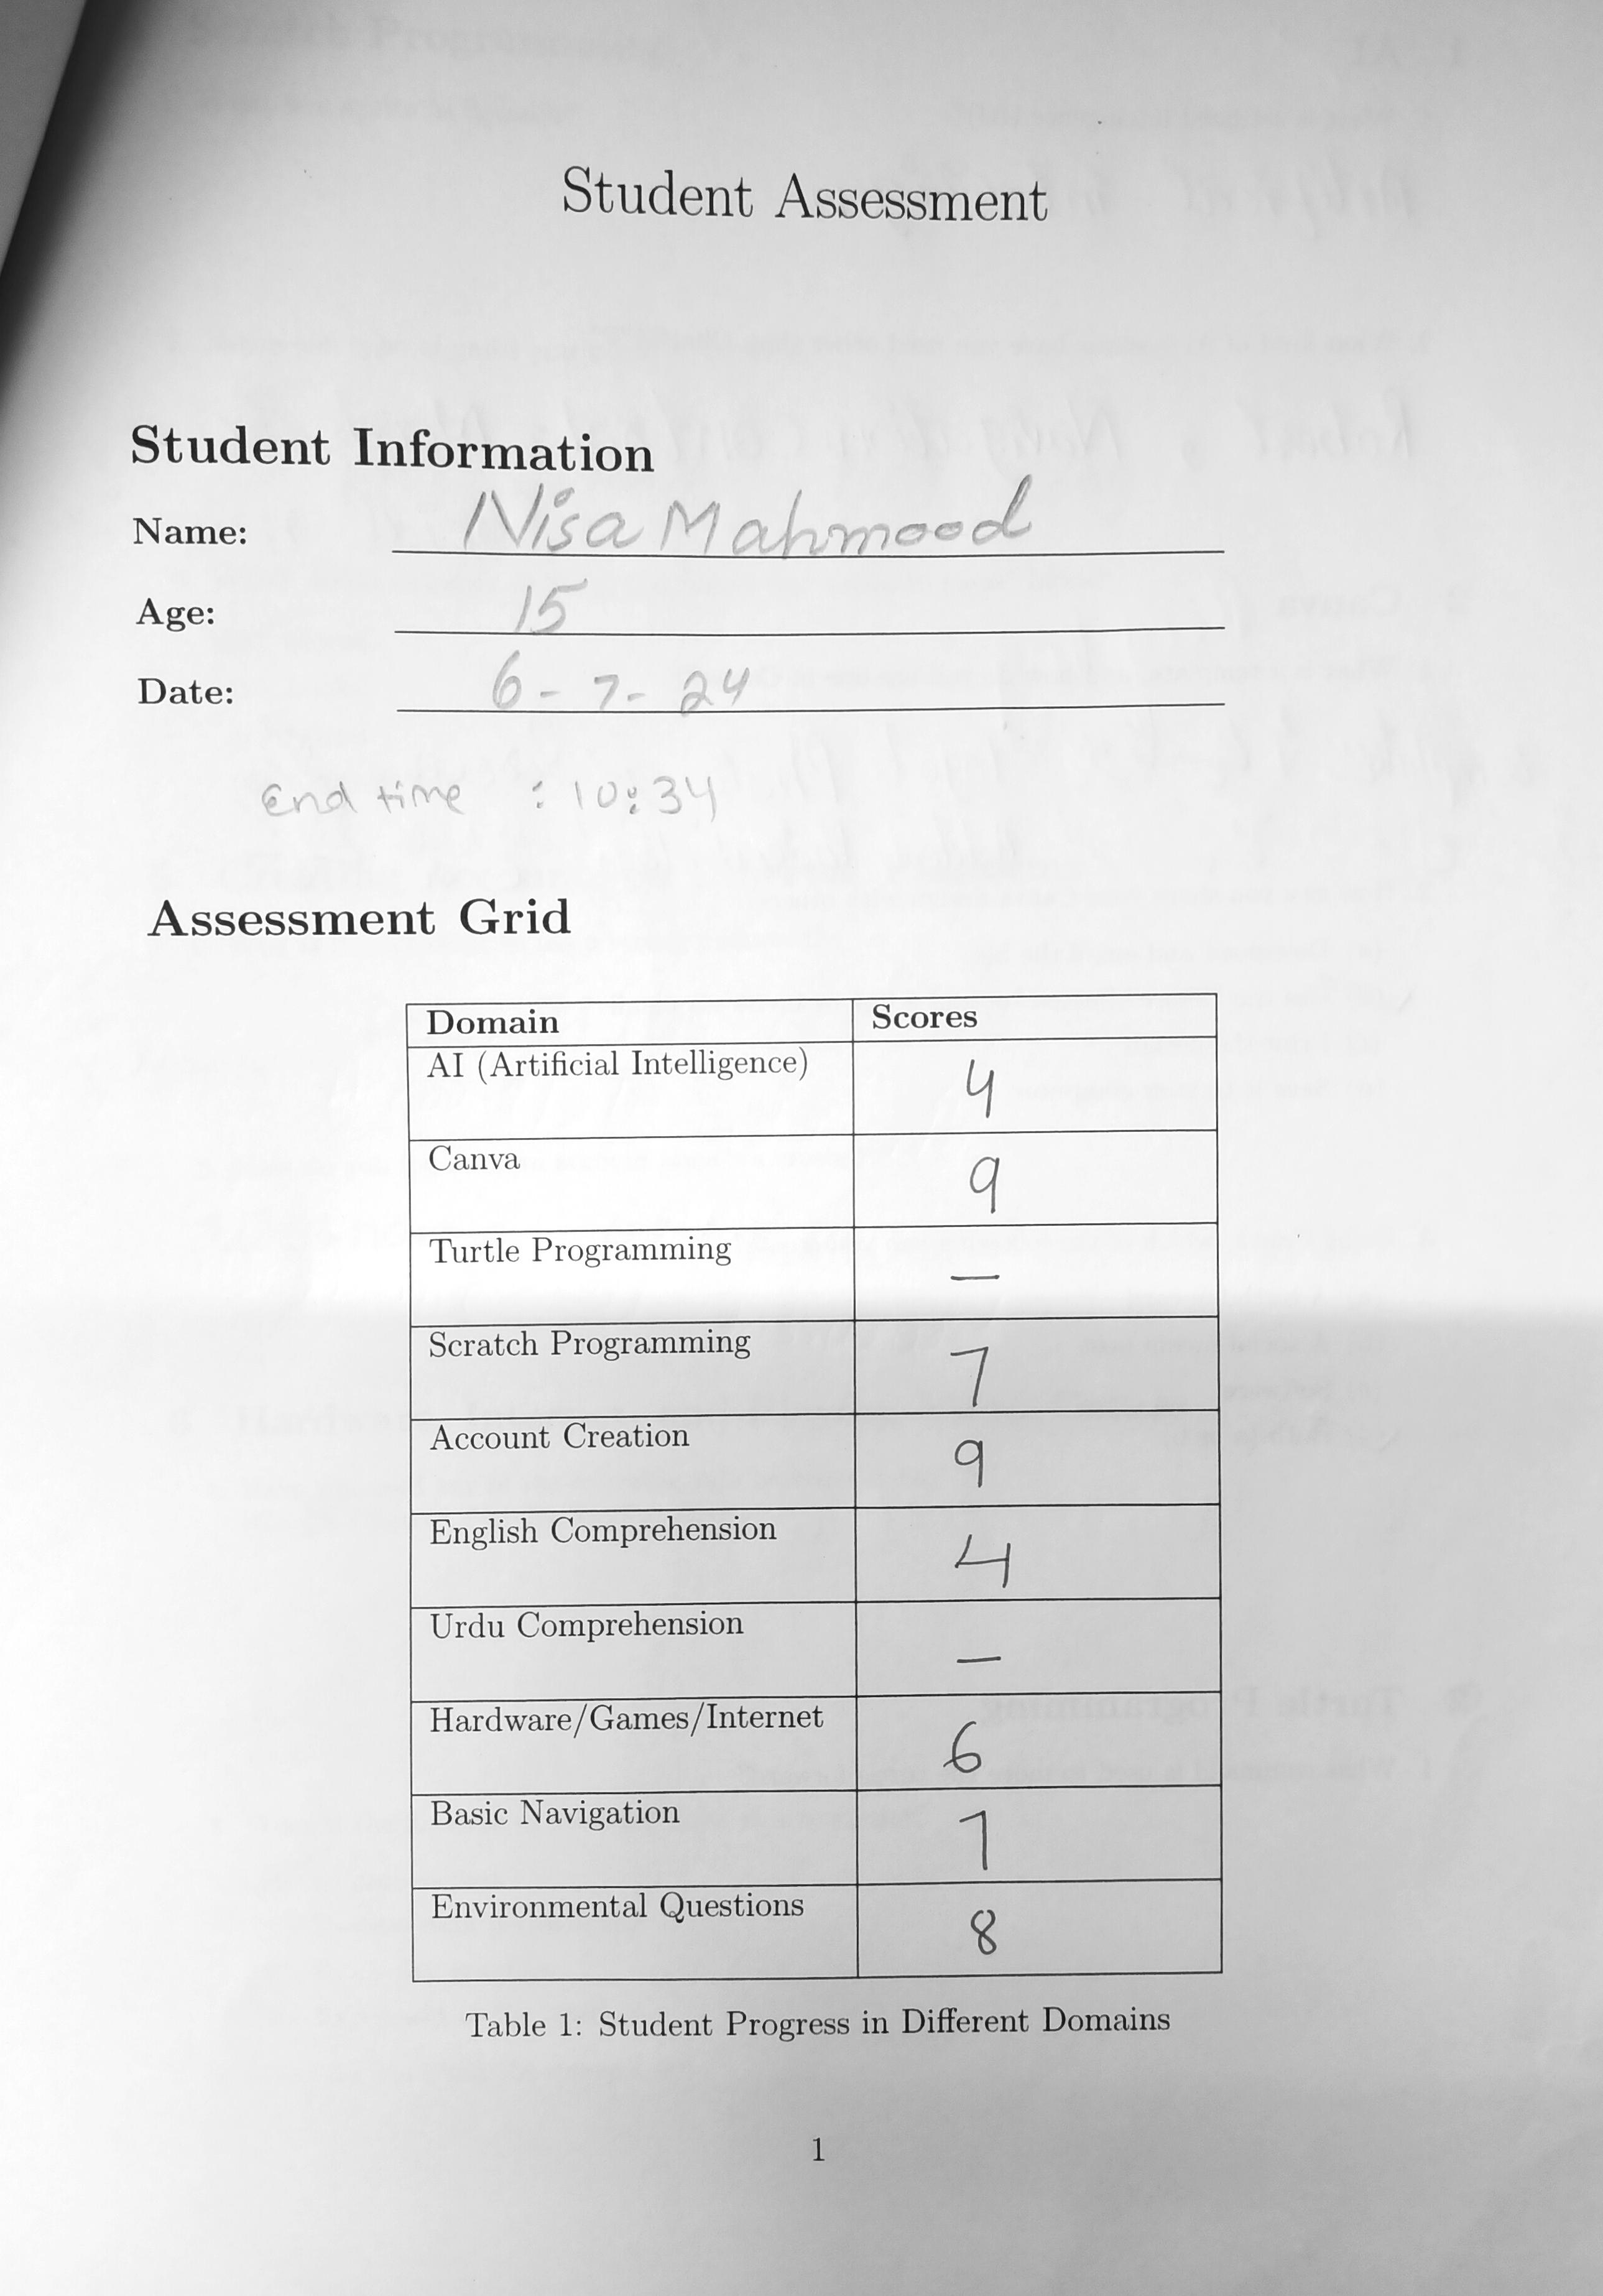 Student Assessment
Student Information
Name: Nisa Mahmood
Age: 15
Date: 6-7-24
End time : 10:34
Assessment Grid
Domain Scores
AI (Artificial Intelligence) 4
Canva 9
Turtle Programming —
Scratch Programming 7
Account Creation 9
English Comprehension 4
Urdu Comprehension —
Hardware/Games/Internet 6
Basic Navigation 7
Environmental Questions 8
Table 1: Student Progress in Different Domains
1